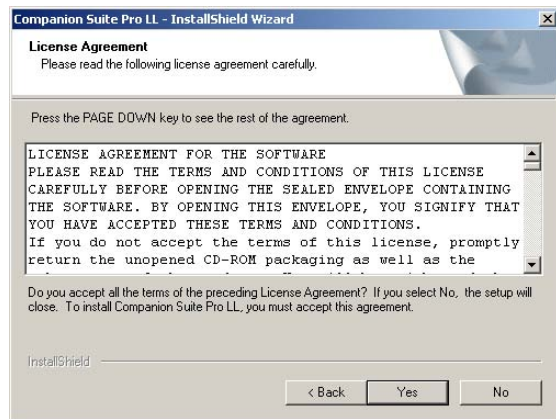 Companion Suite Pro LL - InstallShield Wizard
License Agreement
Please read the following license agreement carefully.
Press the PAGE DOWN key to see the rest of the agreement.
LICENSE AGREEMENT FOR THE SOFTWARE
PLEASE READ THE TERMS AND CONDITIONS OF THIS LICENSE
CAREFULLY BEFORE OPENING THE SEALED ENVELOPE CONTAINING
THE SOFTWARE. BY OPENING THIS ENVELOPE, YOU SIGNIFY THAT
YOU HAVE ACCEPTED THESE TERMS AND CONDITIONS.
If you do not accept the terms of this license, promptly
return the unopened CD-ROM packaging as well as the
Do you accept all the terms of the preceding License Agreement? If you select No, the setup will
close. To install Companion Suite Pro LL, you must accept this agreement.
InstallShield
< Back Yes No